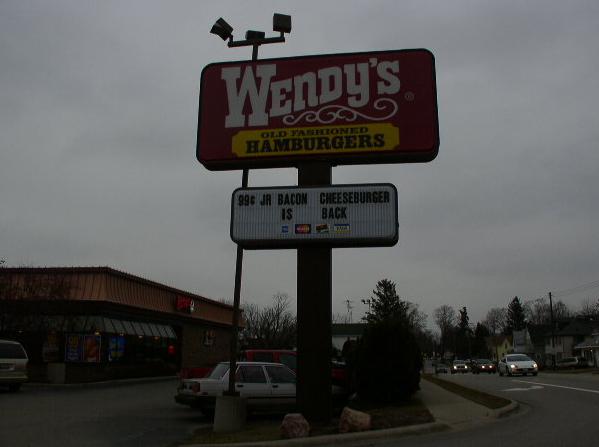 WENDY'S
OLD FASHIONED
HAMBURGERS
99¢ JR BACON CHEESEBURGER
IS BACK